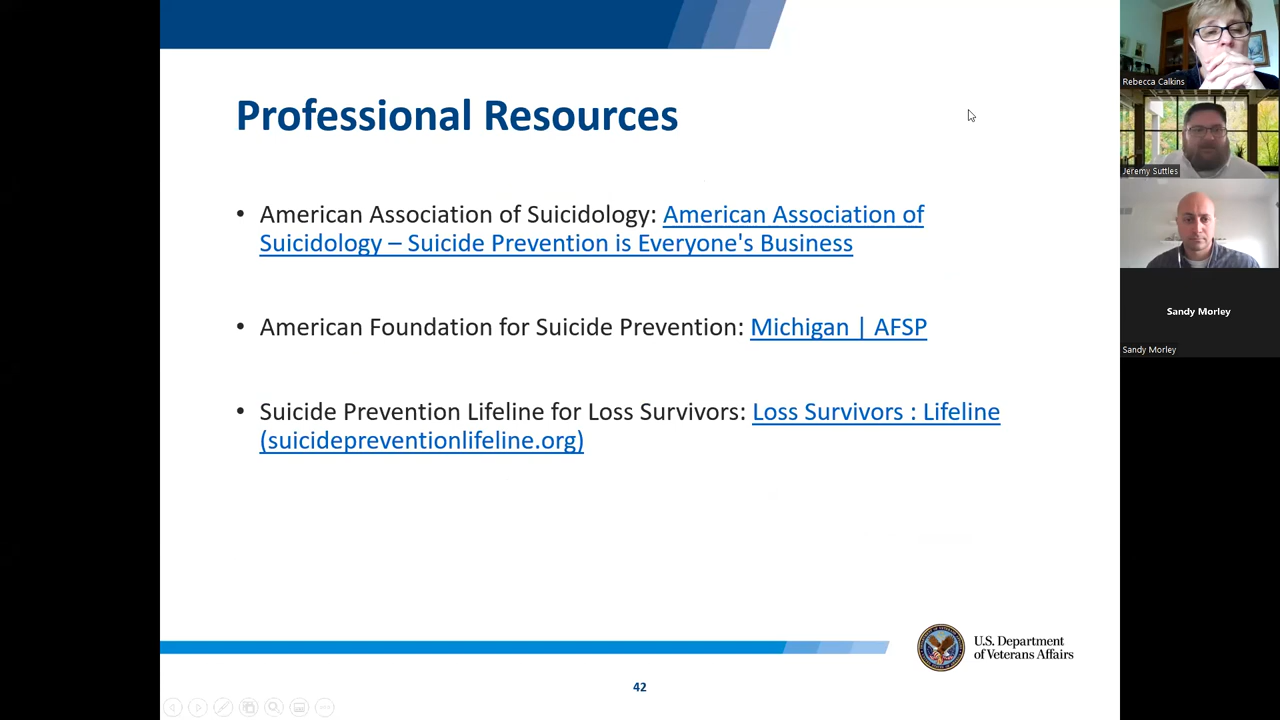 Professional Resources
• American Association of Suicidology: American Association of
Suicidology – Suicide Prevention is Everyone's Business
• American Foundation for Suicide Prevention: Michigan | AFSP
• Suicide Prevention Lifeline for Loss Survivors: Loss Survivors : Lifeline
(suicidepreventionlifeline.org)
U.S. Department
of Veterans Affairs
42
Rebecca Calkins
Jeremy Suttles
Sandy Morley
Sandy Morley